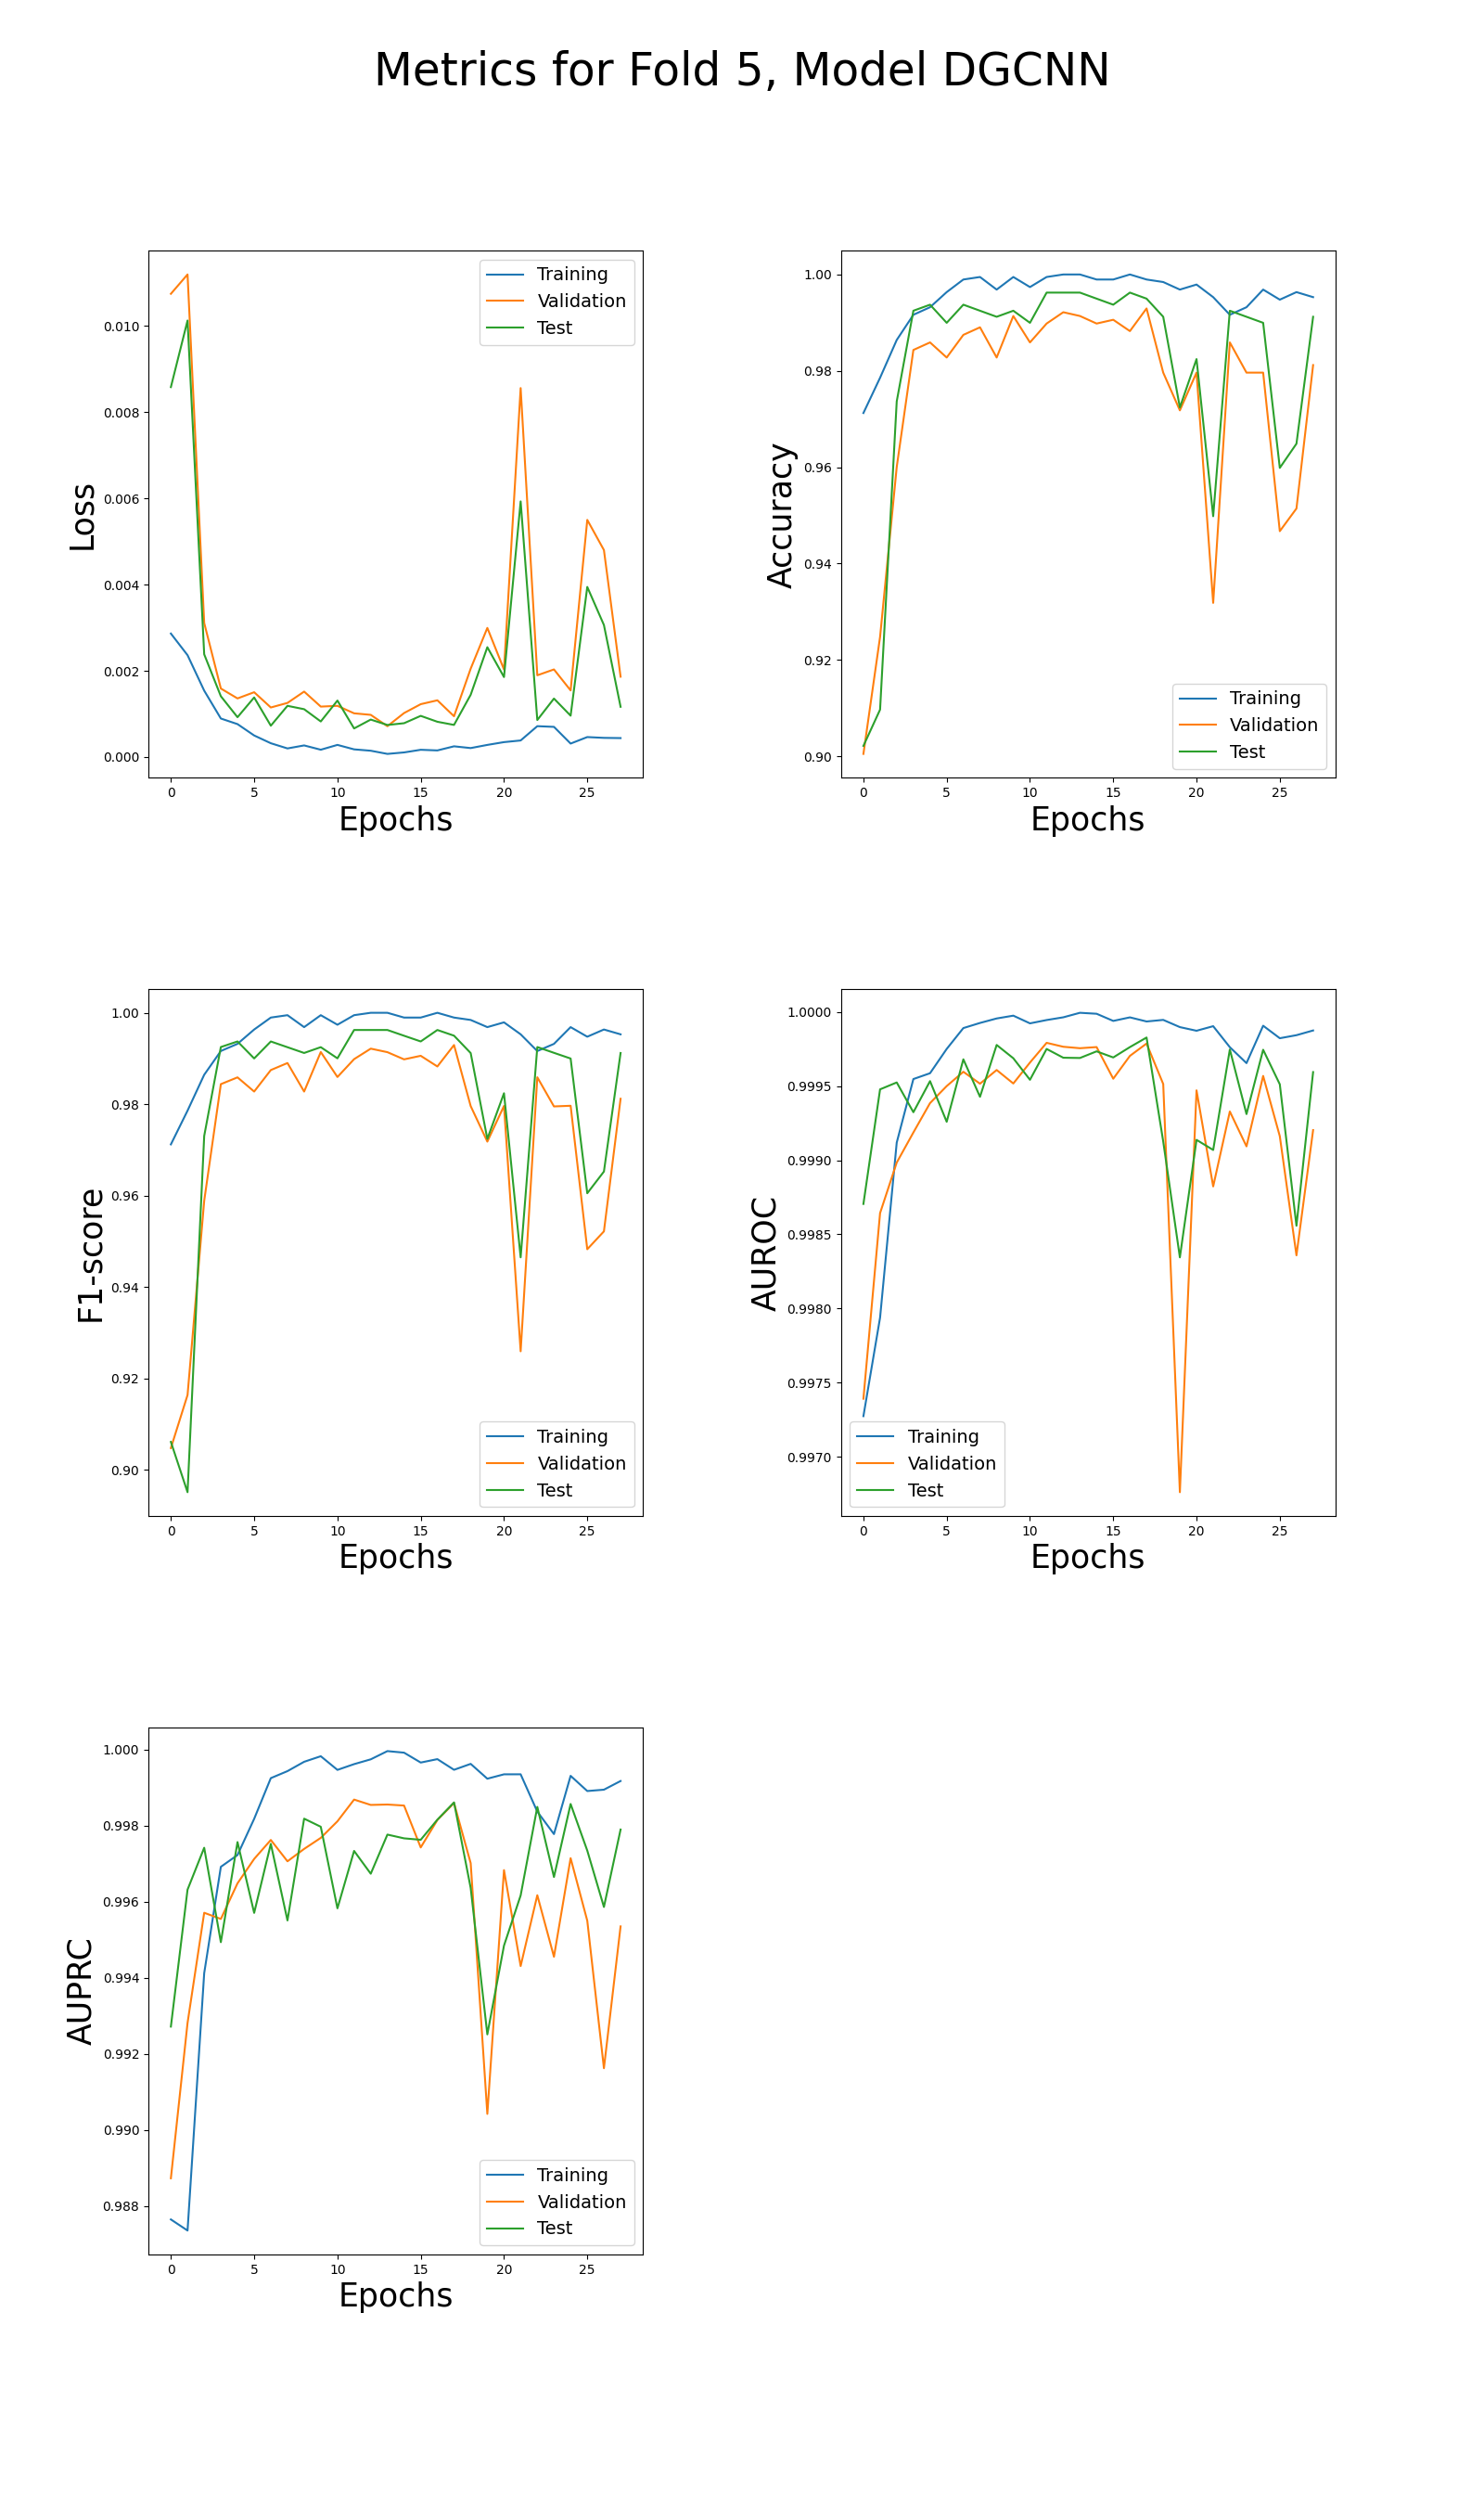 Metrics for Fold 5, Model DGCNN
Loss
0.010
0.008
0.006
0.004
0.002
0.000
Training
Validation
Test
0 5 10 15 20 25
Epochs
Accuracy
1.00
0.98
0.96
0.94
0.92
0.90
Training
Validation
Test
0 5 10 15 20 25
Epochs
F1-score
1.00
0.98
0.96
0.94
0.92
0.90
Training
Validation
Test
0 5 10 15 20 25
Epochs
AUROC
1.0000
0.9995
0.9990
0.9985
0.9980
0.9975
0.9970
Training
Validation
Test
0 5 10 15 20 25
Epochs
AUPRC
1.000
0.998
0.996
0.994
0.992
0.990
0.988
Training
Validation
Test
0 5 10 15 20 25
Epochs